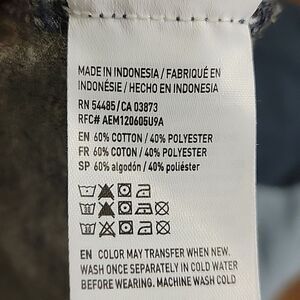 MADE IN INDONESIA / FABRIQUÉ EN
INDONÉSIE / HECHO EN INDONESIA
RN 54485/CA 03873
RFC# AEM120605U9A
EN 60% COTTON / 40% POLYESTER
FR 60% COTON / 40% POLYESTER
SP 60% algodón / 40% poliéster
EN COLOR MAY TRANSFER WHEN NEW.
WASH ONCE SEPARATELY IN COLD WATER
BEFORE WEARING. MACHINE WASH COLD